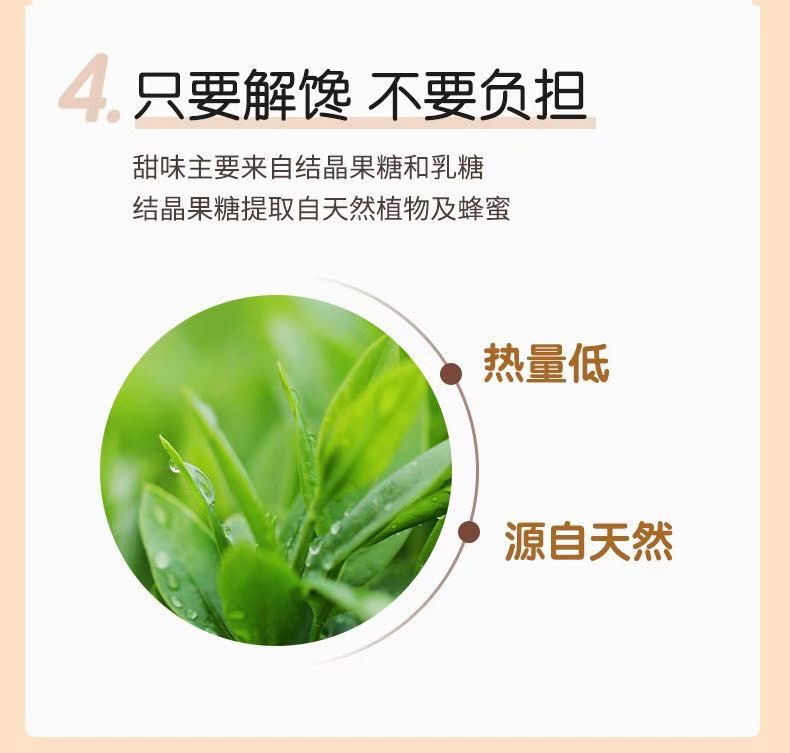 4. 只要解馋 不要负担
甜味主要来自结晶果糖和乳糖
结晶果糖提取自天然植物及蜂蜜
热量低
源自天然